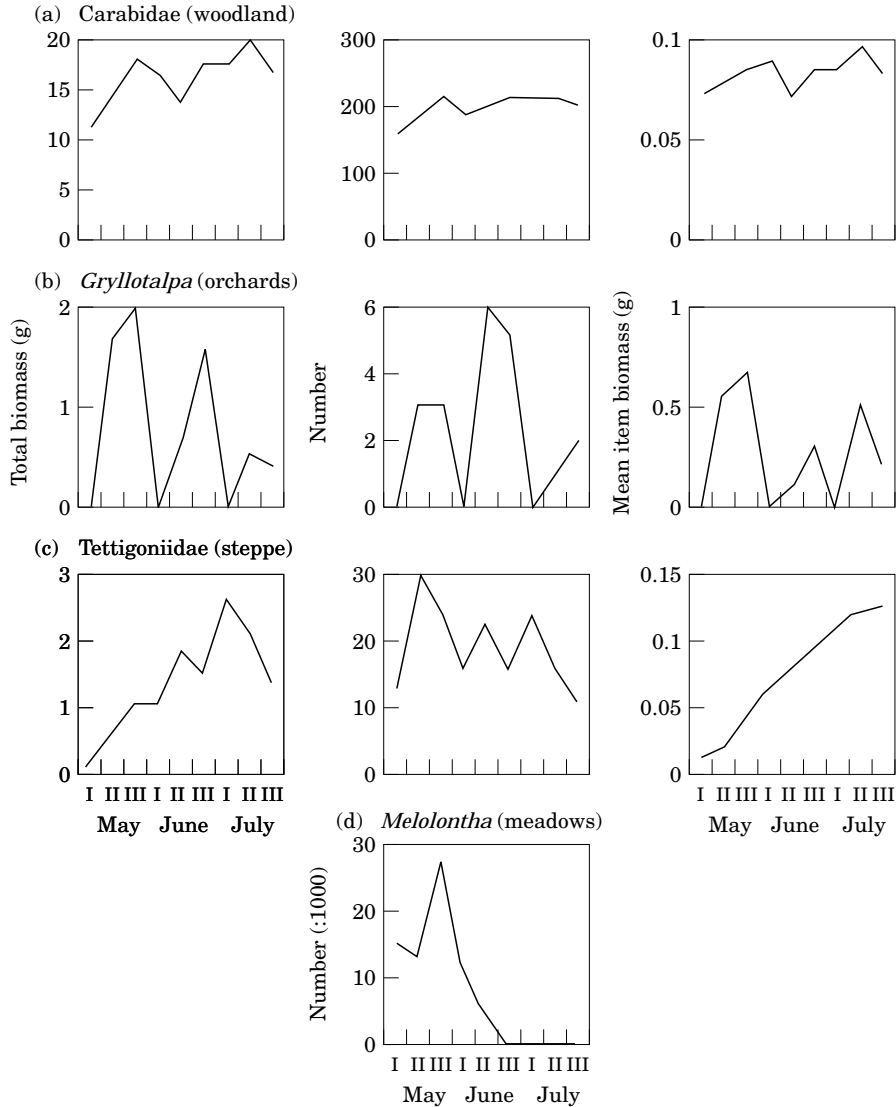 (a) Carabidae (woodland)
20
15
10
5
0
300
200
100
0
0.1
0.05
0
(b) Gryllotalpa (orchards)
Total biomass (g)
2
1
0
Number
6
4
2
0
Mean item biomass (g)
1
0.5
0
(c) Tettigoniidae (steppe)
3
2
1
0
I II III I II III I II III
May June July
30
20
10
0
0.15
0.1
0.05
0
I II III I II III I II III
May June July
(d) Melolontha (meadows)
Number (:1000)
30
20
10
0
I II III I II III I II III
May June July